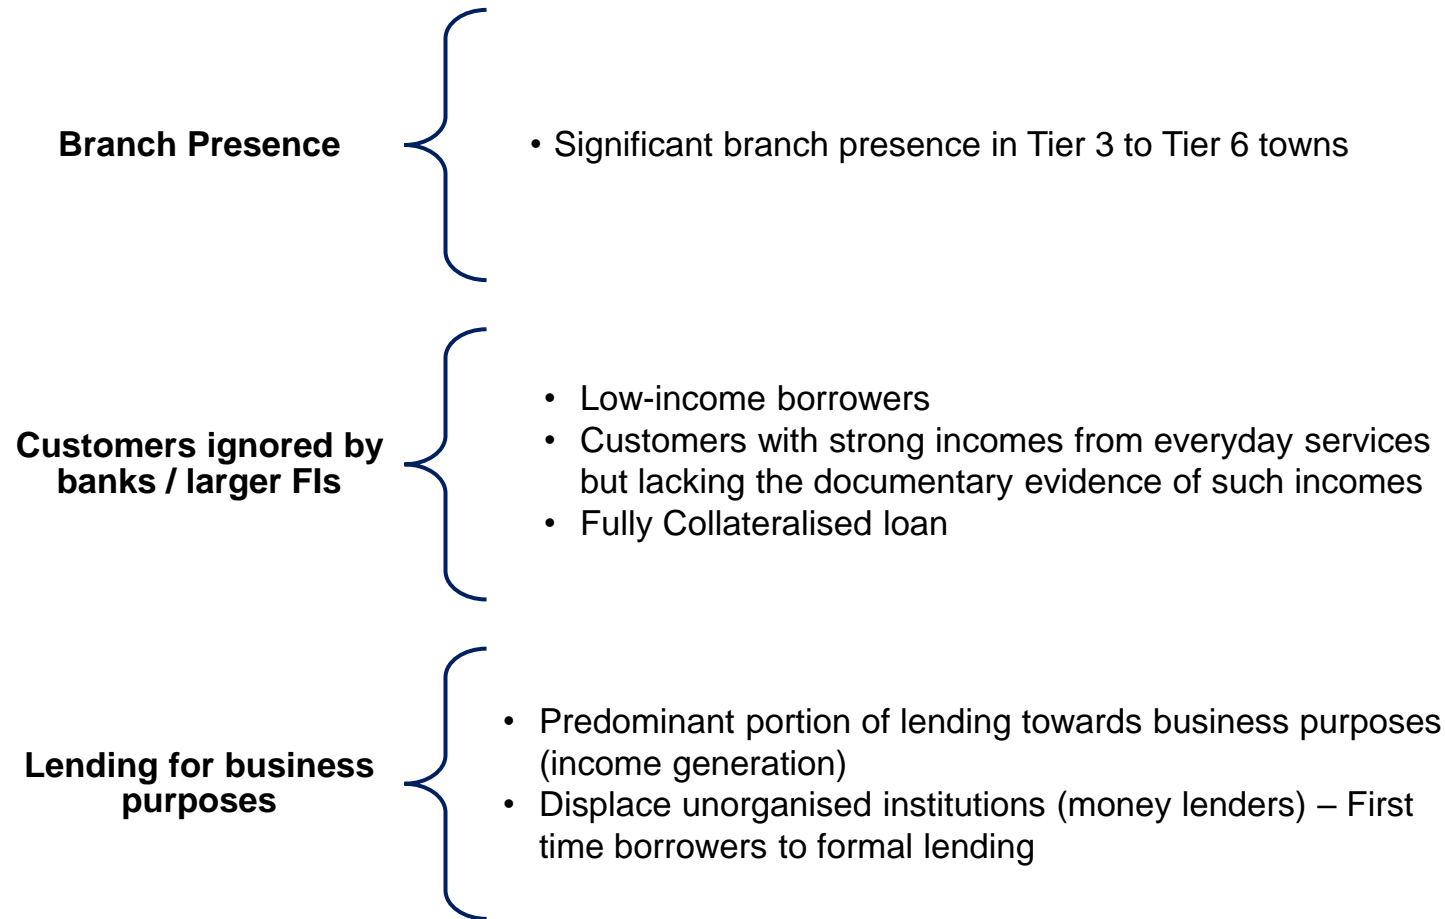 Branch Presence
• Significant branch presence in Tier 3 to Tier 6 towns
Customers ignored by
banks / larger FIs
• Low-income borrowers
• Customers with strong incomes from everyday services
but lacking the documentary evidence of such incomes
• Fully Collateralised loan
Lending for business
purposes
• Predominant portion of lending towards business purposes
(income generation)
• Displace unorganised institutions (money lenders) – First
time borrowers to formal lending